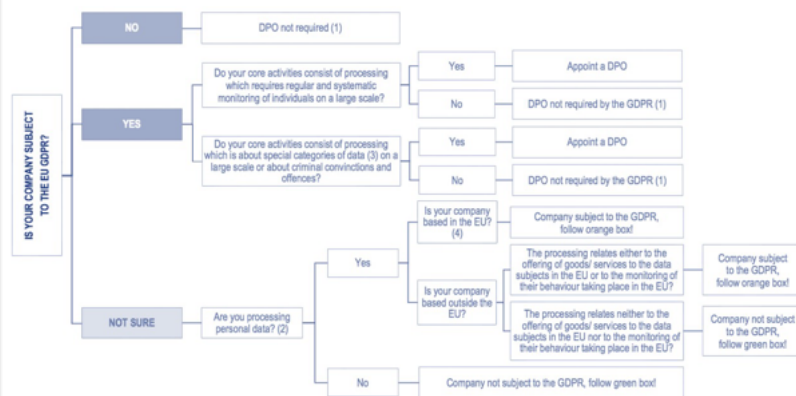 IS YOUR COMPANY SUBJECT
TO THE EU GDPR?
NO
DPO not required (1)
YES
Do your core activities consist of processing
which requires regular and systematic
monitoring of individuals on a large scale?
Yes
Appoint a DPO
No
DPO not required by the GDPR (1)
Do your core activities consist of processing
which is about special categories of data (3) on a
large scale or about criminal convinctions and
offences?
Yes
Appoint a DPO
No
DPO not required by the GDPR (1)
NOT SURE
Are you processing
personal data? (2)
Yes
Is your company
based in the EU?
(4)
Company subject to the GDPR,
follow orange box!
Is your company
based outside the
EU?
The processing relates either to the
offering of goods/ services to the data
subjects in the EU or to the monitoring of
their behaviour taking place in the EU?
Company subject
to the GDPR,
follow orange box!
The processing relates neither to the
offering of goods/ services to the data
subjects in the EU nor to the monitoring of
their behaviour taking place in the EU?
Company not subject
to the GDPR,
follow green box!
No
Company not subject to the GDPR, follow green box!